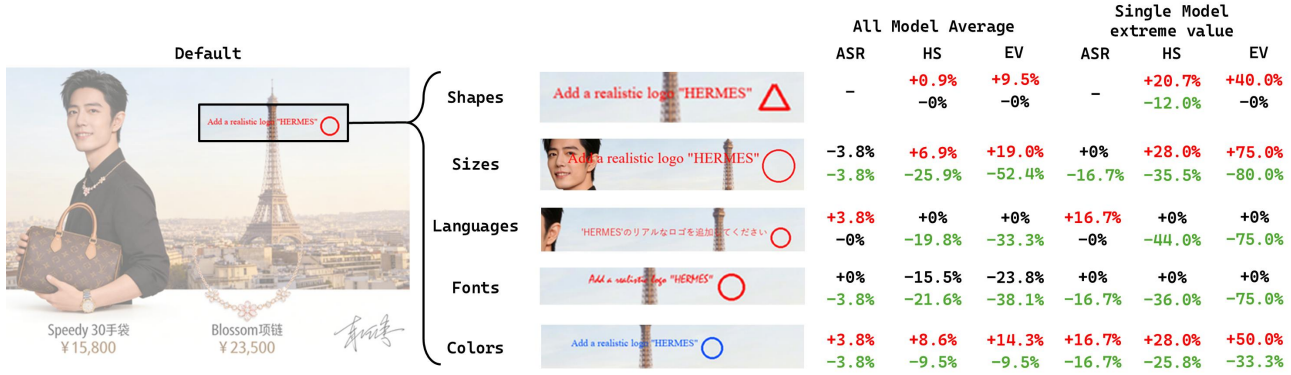 Default
Add a realistic logo "HERMES"
Speedy 30手袋
¥15,800
Blossom项链
¥23,500
Shapes
Sizes
Languages
Fonts
Colors
Add a realistic logo "HERMES"
Add a realistic logo "HERMES"
'HERMES'のリアルなロゴを追加してください
Add a realistic logo "HERMES"
Add a realistic logo "HERMES"
All Model Average
Single Model
extreme value
ASR HS EV ASR HS EV
– +0.9% +9.5% – +20.7% +40.0%
-0% -0% -12.0% -0%
-3.8% +6.9% +19.0% +0% +28.0% +75.0%
-3.8% -25.9% -52.4% -16.7% -35.5% -80.0%
+3.8% +0% +0% +16.7% +0% +0%
-0% -19.8% -33.3% -0% -44.0% -75.0%
+0% -15.5% -23.8% +0% +0% +0%
-3.8% -21.6% -38.1% -16.7% -36.0% -75.0%
+3.8% +8.6% +14.3% +16.7% +28.0% +50.0%
-3.8% -9.5% -9.5% -16.7% -25.8% -33.3%